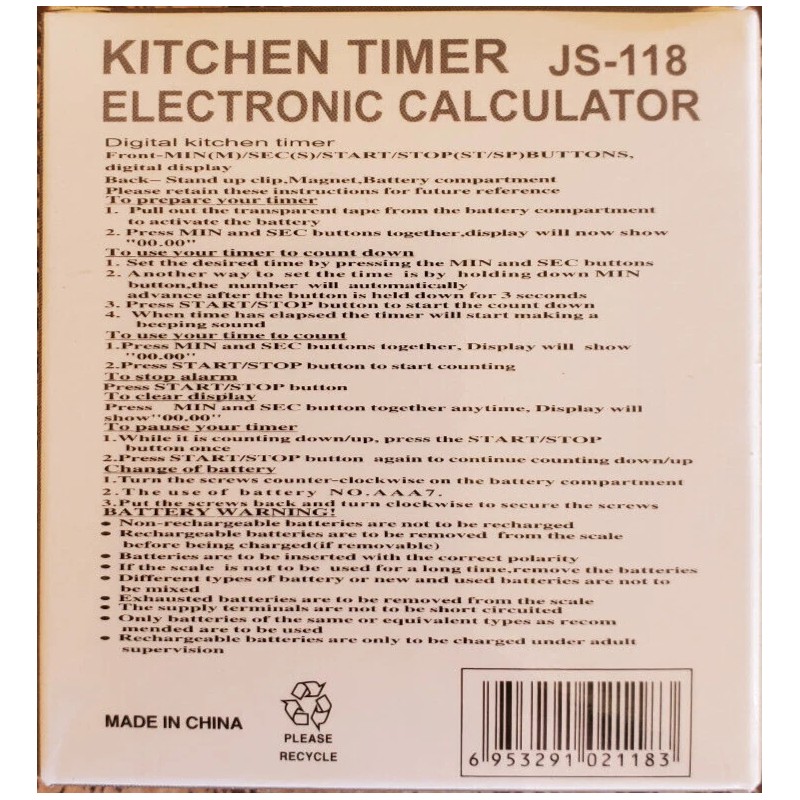 KITCHEN TIMER JS-118
ELECTRONIC CALCULATOR
Digital kitchen timer
Front-MIN(M)/SEC(S)/START/STOP(ST/SP)BUTTONS,
digital display
Back– Stand up clip,Magnet,Battery compartment
Please retain these instructions for future reference
To prepare your timer
1. Pull out the transparent tape from the battery compartment
to activate the battery
2. Press MIN and SEC buttons together,display will now show
"00.00"
To use your timer to count down
1. Set the desired time by pressing the MIN and SEC buttons
2. Another way to set the time is by holding down MIN
button,the number will automatically
advance after the button is held down for 3 seconds
3. Press START/STOP button to start the count down
4. When time has elapsed the timer will start making a
beeping sound
To use your time to count
1.Press MIN and SEC buttons together, Display will show
"00.00"
2.Press START/STOP button to start counting
To stop alarm
Press START/STOP button
To clear display
Press MIN and SEC button together anytime, Display will
show"00.00"
To pause your timer
1.While it is counting down/up, press the START/STOP
button once
2.Press START/STOP button again to continue counting down/up
Change of battery
1.Turn the screws counter-clockwise on the battery compartment
2.The use of battery NO.AAA7.
3.Put the screws back and turn clockwise to secure the screws
BATTERY WARNING!
• Non-rechargeable batteries are not to be recharged
• Rechargeable batteries are to be removed from the scale
before being charged(if removable)
• Batteries are to be inserted with the correct polarity
• If the scale is not to be used for a long time,remove the batteries
• Different types of battery or new and used batteries are not to
be mixed
• Exhausted batteries are to be removed from the scale
• The supply terminals are not to be short circuited
• Only batteries of the same or equivalent types as recom
mended are to be used
• Rechargeable batteries are only to be charged under adult
supervision
MADE IN CHINA
PLEASE
RECYCLE
6 953291 021183